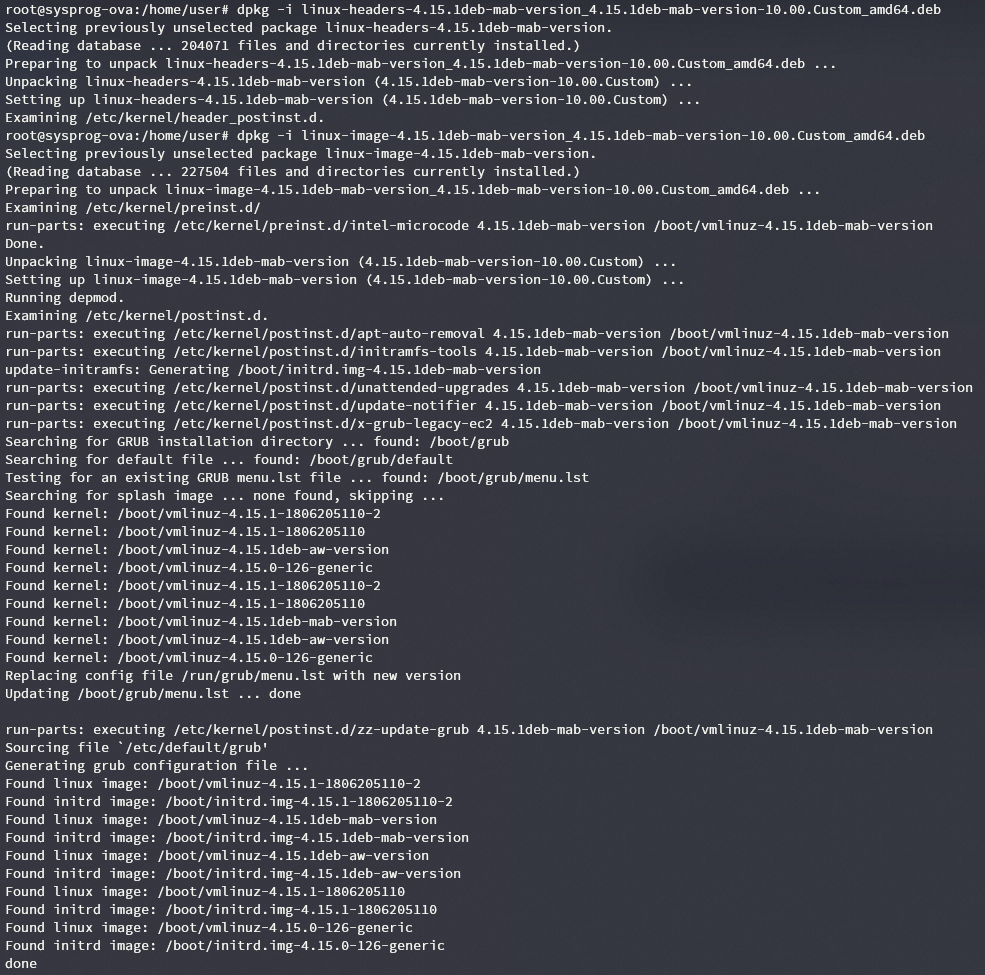 root@sysprog-ova:/home/user# dpkg -i linux-headers-4.15.1deb-mab-version_4.15.1deb-mab-version-10.00.Custom_amd64.deb
Selecting previously unselected package linux-headers-4.15.1deb-mab-version.
(Reading database ... 204071 files and directories currently installed.)
Preparing to unpack linux-headers-4.15.1deb-mab-version_4.15.1deb-mab-version-10.00.Custom_amd64.deb ...
Unpacking linux-headers-4.15.1deb-mab-version (4.15.1deb-mab-version-10.00.Custom) ...
Setting up linux-headers-4.15.1deb-mab-version (4.15.1deb-mab-version-10.00.Custom) ...
Examining /etc/kernel/header_postinst.d.
root@sysprog-ova:/home/user# dpkg -i linux-image-4.15.1deb-mab-version_4.15.1deb-mab-version-10.00.Custom_amd64.deb
Selecting previously unselected package linux-image-4.15.1deb-mab-version.
(Reading database ... 227504 files and directories currently installed.)
Preparing to unpack linux-image-4.15.1deb-mab-version_4.15.1deb-mab-version-10.00.Custom_amd64.deb ...
Examining /etc/kernel/preinst.d/
run-parts: executing /etc/kernel/preinst.d/intel-microcode 4.15.1deb-mab-version /boot/vmlinuz-4.15.1deb-mab-version
Done.
Unpacking linux-image-4.15.1deb-mab-version (4.15.1deb-mab-version-10.00.Custom) ...
Setting up linux-image-4.15.1deb-mab-version (4.15.1deb-mab-version-10.00.Custom) ...
Running depmod.
Examining /etc/kernel/postinst.d.
run-parts: executing /etc/kernel/postinst.d/apt-auto-removal 4.15.1deb-mab-version /boot/vmlinuz-4.15.1deb-mab-version
run-parts: executing /etc/kernel/postinst.d/initramfs-tools 4.15.1deb-mab-version /boot/vmlinuz-4.15.1deb-mab-version
update-initramfs: Generating /boot/initrd.img-4.15.1deb-mab-version
run-parts: executing /etc/kernel/postinst.d/unattended-upgrades 4.15.1deb-mab-version /boot/vmlinuz-4.15.1deb-mab-version
run-parts: executing /etc/kernel/postinst.d/update-notifier 4.15.1deb-mab-version /boot/vmlinuz-4.15.1deb-mab-version
run-parts: executing /etc/kernel/postinst.d/x-grub-legacy-ec2 4.15.1deb-mab-version /boot/vmlinuz-4.15.1deb-mab-version
Searching for GRUB installation directory ... found: /boot/grub
Searching for default file ... found: /boot/grub/default
Testing for an existing GRUB menu.lst file ... found: /boot/grub/menu.lst
Searching for splash image ... none found, skipping ...
Found kernel: /boot/vmlinuz-4.15.1-1806205110-2
Found kernel: /boot/vmlinuz-4.15.1-1806205110
Found kernel: /boot/vmlinuz-4.15.1deb-aw-version
Found kernel: /boot/vmlinuz-4.15.0-126-generic
Found kernel: /boot/vmlinuz-4.15.1-1806205110-2
Found kernel: /boot/vmlinuz-4.15.1-1806205110
Found kernel: /boot/vmlinuz-4.15.1deb-mab-version
Found kernel: /boot/vmlinuz-4.15.1deb-aw-version
Found kernel: /boot/vmlinuz-4.15.0-126-generic
Replacing config file /run/grub/menu.lst with new version
Updating /boot/grub/menu.lst ... done
run-parts: executing /etc/kernel/postinst.d/zz-update-grub 4.15.1deb-mab-version /boot/vmlinuz-4.15.1deb-mab-version
Sourcing file `/etc/default/grub'
Generating grub configuration file ...
Found linux image: /boot/vmlinuz-4.15.1-1806205110-2
Found initrd image: /boot/initrd.img-4.15.1-1806205110-2
Found linux image: /boot/vmlinuz-4.15.1deb-mab-version
Found initrd image: /boot/initrd.img-4.15.1deb-mab-version
Found linux image: /boot/vmlinuz-4.15.1deb-aw-version
Found initrd image: /boot/initrd.img-4.15.1deb-aw-version
Found linux image: /boot/vmlinuz-4.15.1-1806205110
Found initrd image: /boot/initrd.img-4.15.1-1806205110
Found linux image: /boot/vmlinuz-4.15.0-126-generic
Found initrd image: /boot/initrd.img-4.15.0-126-generic
done